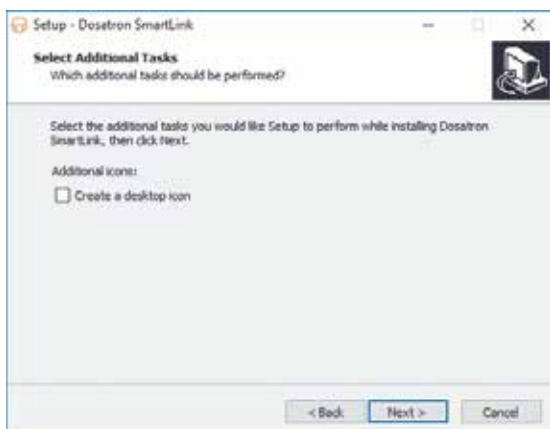 Setup - Dosatron SmartLink
Select Additional Tasks
Which additional tasks should be performed?
Select the additional tasks you would like Setup to perform while installing Dosatron
SmartLink, then click Next.
Additional icons:
Create a desktop icon
< Back
Next >
Cancel